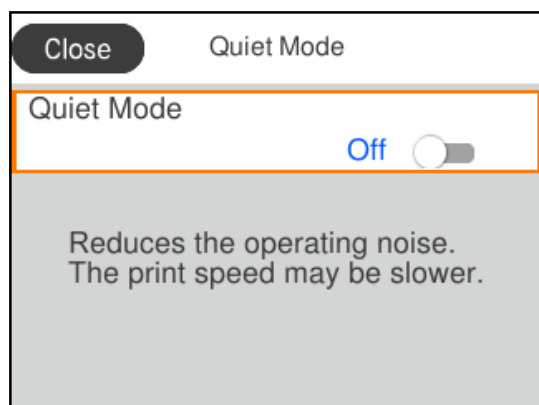 Close Quiet Mode
Quiet Mode
Off
Reduces the operating noise.
The print speed may be slower.